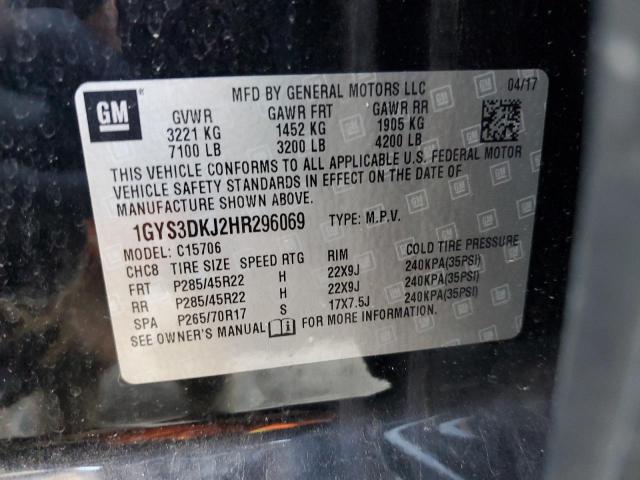 GM
MFD BY GENERAL MOTORS LLC 04/17
GVWR GAWR FRT GAWR RR
3221 KG 1452 KG 1905 KG
7100 LB 3200 LB 4200 LB
THIS VEHICLE CONFORMS TO ALL APPLICABLE U.S. FEDERAL MOTOR
VEHICLE SAFETY STANDARDS IN EFFECT ON THE DATE OF
MANUFACTURE SHOWN ABOVE.
1GYS3DKJ2HR296069 TYPE: M.P.V.
MODEL: C15706
CHC8 TIRE SIZE SPEED RTG RIM COLD TIRE PRESSURE
FRT P285/45R22 H 22X9J 240KPA(35PSI)
RR P285/45R22 H 22X9J 240KPA(35PSI)
SPA P265/70R17 S 17X7.5J 240KPA(35PSI)
SEE OWNER'S MANUAL FOR MORE INFORMATION.